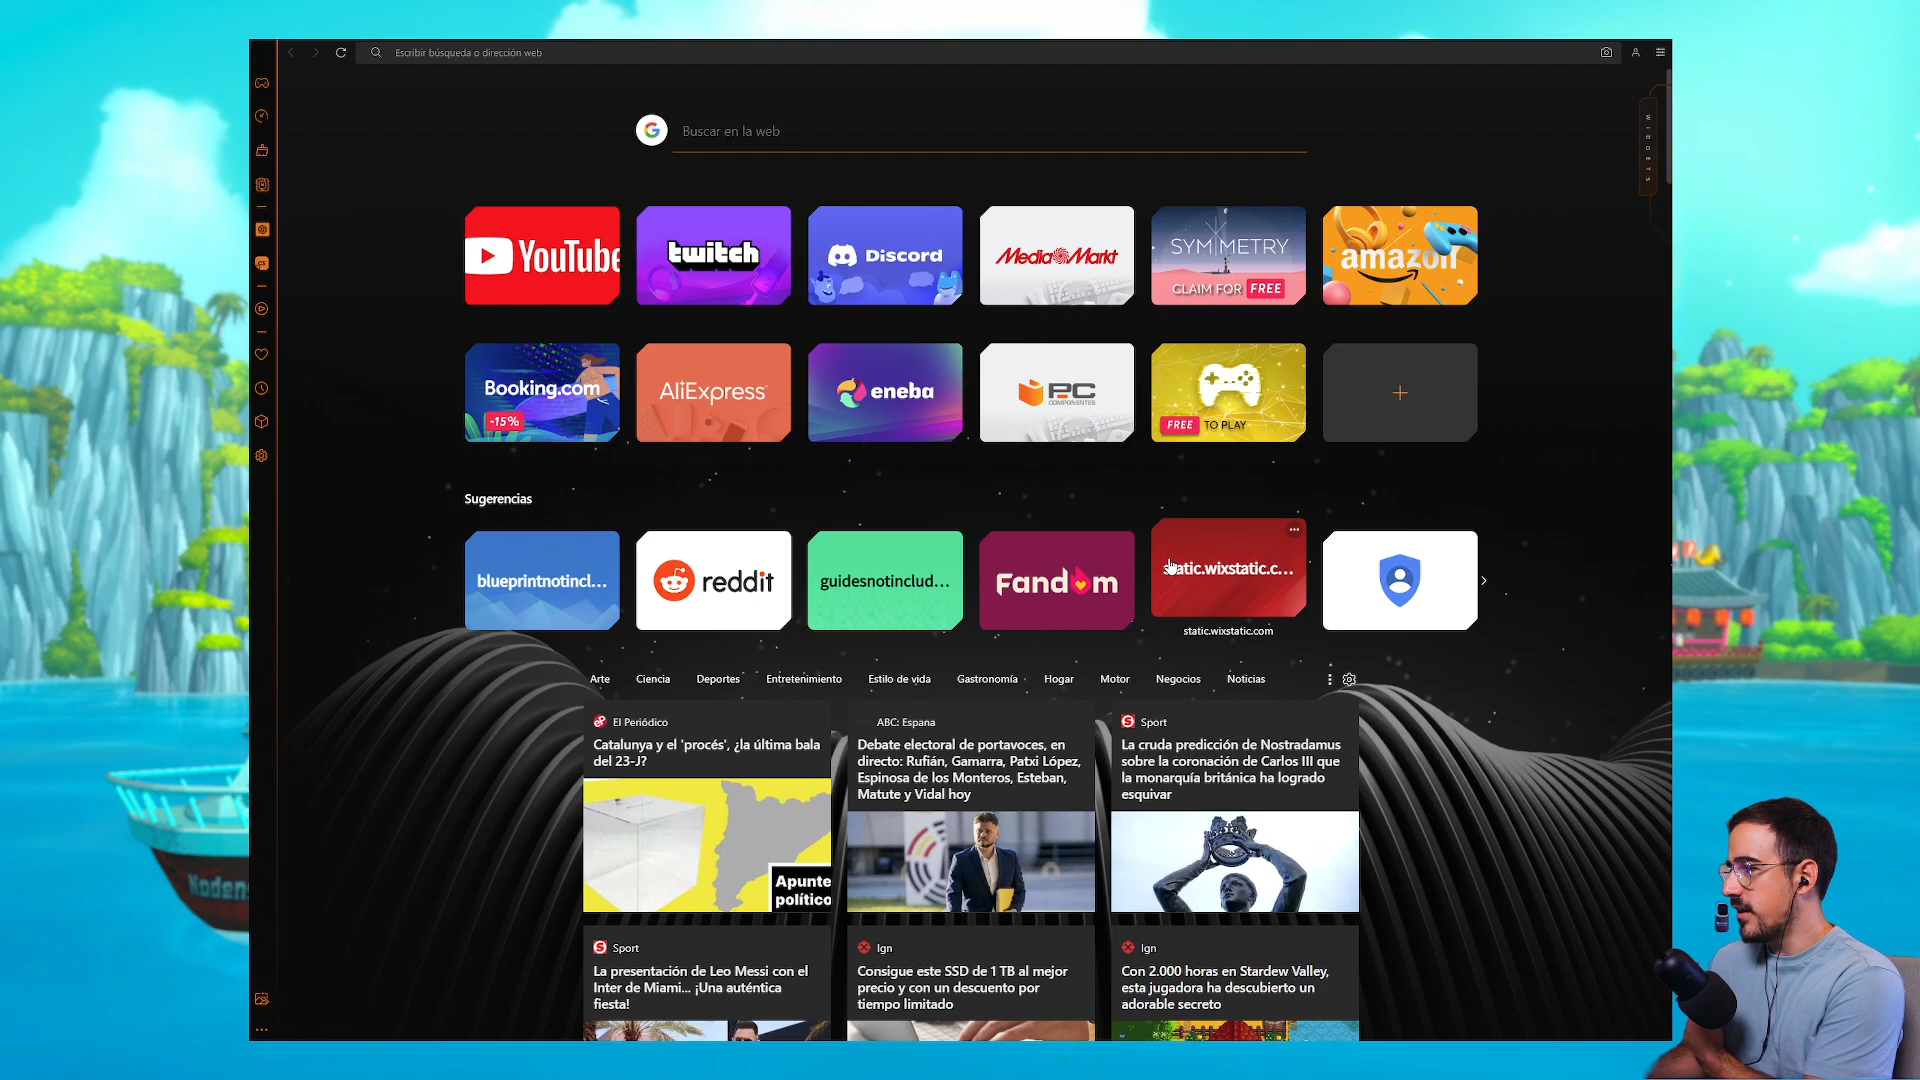 Escribir búsqueda o dirección web
WIDGETS
Buscar en la web
YouTube
twitch
Discord
MediaMarkt
SYMMETRY
CLAIM FOR FREE
amazon
Booking.com
-15%
AliExpress
eneba
PC
COMPONENTES
FREE TO PLAY
Sugerencias
blueprintnotincl...
reddit
guidesnotinclud...
Fandom
static.wixstatic.c...
static.wixstatic.com
Arte Ciencia Deportes Entretenimiento Estilo de vida Gastronomía Hogar Motor Negocios Noticias
El Periódico
Catalunya y el 'procés', ¿la última bala
del 23-J?
Apunte
político
ABC: Espana
Debate electoral de portavoces, en
directo: Rufián, Gamarra, Patxi López,
Espinosa de los Monteros, Esteban,
Matute y Vidal hoy
Sport
La cruda predicción de Nostradamus
sobre la coronación de Carlos III que
la monarquía británica ha logrado
esquivar
Sport
La presentación de Leo Messi con el
Inter de Miami... ¡Una auténtica
fiesta!
Ign
Consigue este SSD de 1 TB al mejor
precio y con un descuento por
tiempo limitado
Ign
Con 2.000 horas en Stardew Valley,
esta jugadora ha descubierto un
adorable secreto